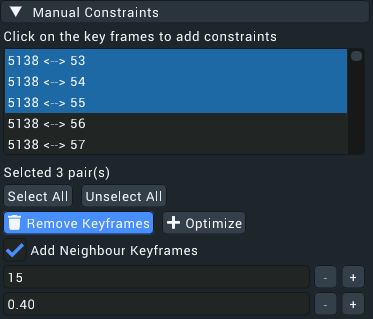 Manual Constraints
Click on the key frames to add constraints
5138 <--> 53
5138 <--> 54
5138 <--> 55
5138 <--> 56
5138 <--> 57
Selcted 3 pair(s)
Select All Unselect All
Remove Keyframes + Optimize
Add Neighbour Keyframes
15 - +
0.40 - +